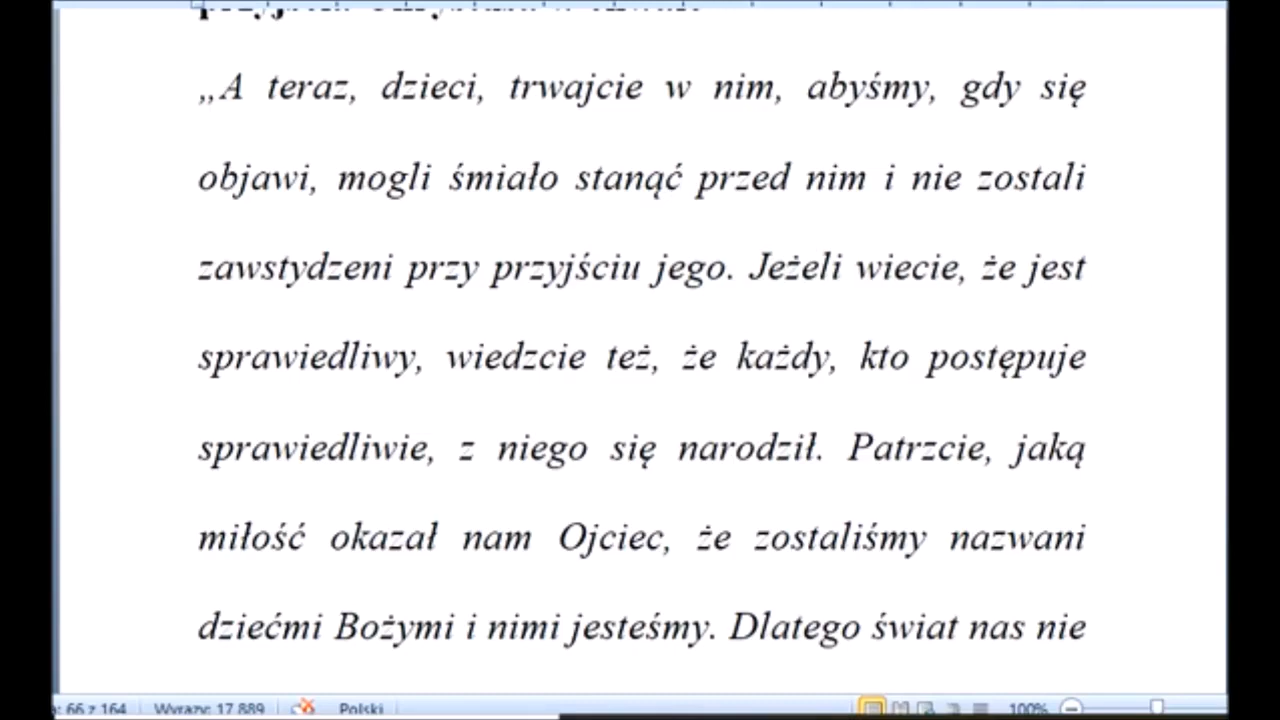 „A teraz, dzieci, trwajcie w nim, abyśmy, gdy się
objawi, mogli śmiało stanąć przed nim i nie zostali
zawstydzeni przy przyjściu jego. Jeżeli wiecie, że jest
sprawiedliwy, wiedzcie też, że każdy, kto postępuje
sprawiedliwie, z niego się narodził. Patrzcie, jaką
miłość okazał nam Ojciec, że zostaliśmy nazwani
dziećmi Bożymi i nimi jesteśmy. Dlatego świat nas nie
: 66 z 164 Wyrazy: 17 889 Polski 100%